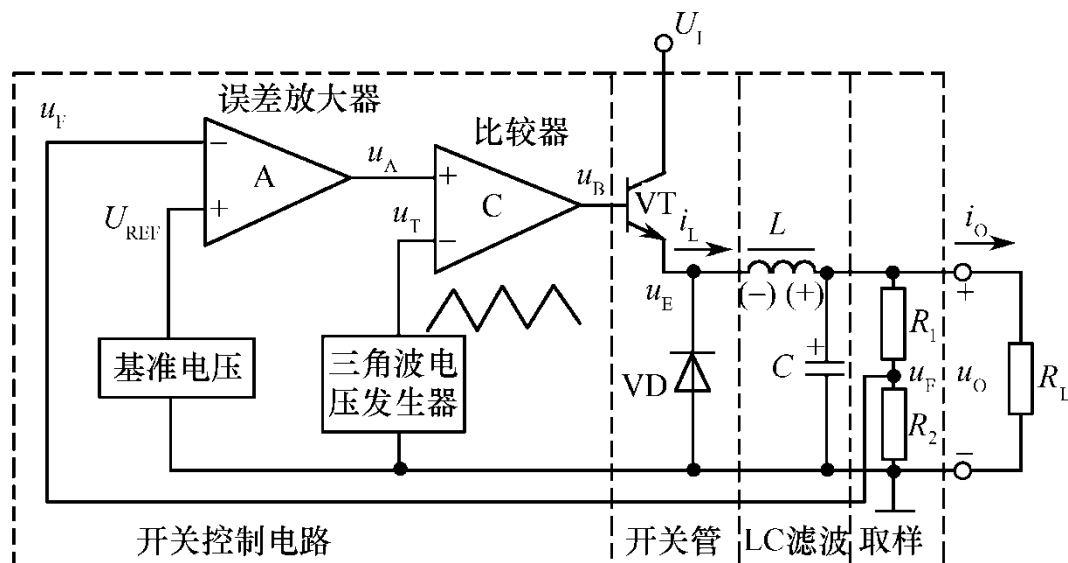 U_I
误差放大器
u_F
比较器
−
A
+
u_A
+
C
−
u_B
VT
U_REF
u_T
i_L
L
i_O
u_E
(−) (+)
+
R_1
基准电压
三角波电
压发生器
VD
C
+
u_F
u_O
R_L
R_2
−
开关控制电路
开关管
LC滤波
取样